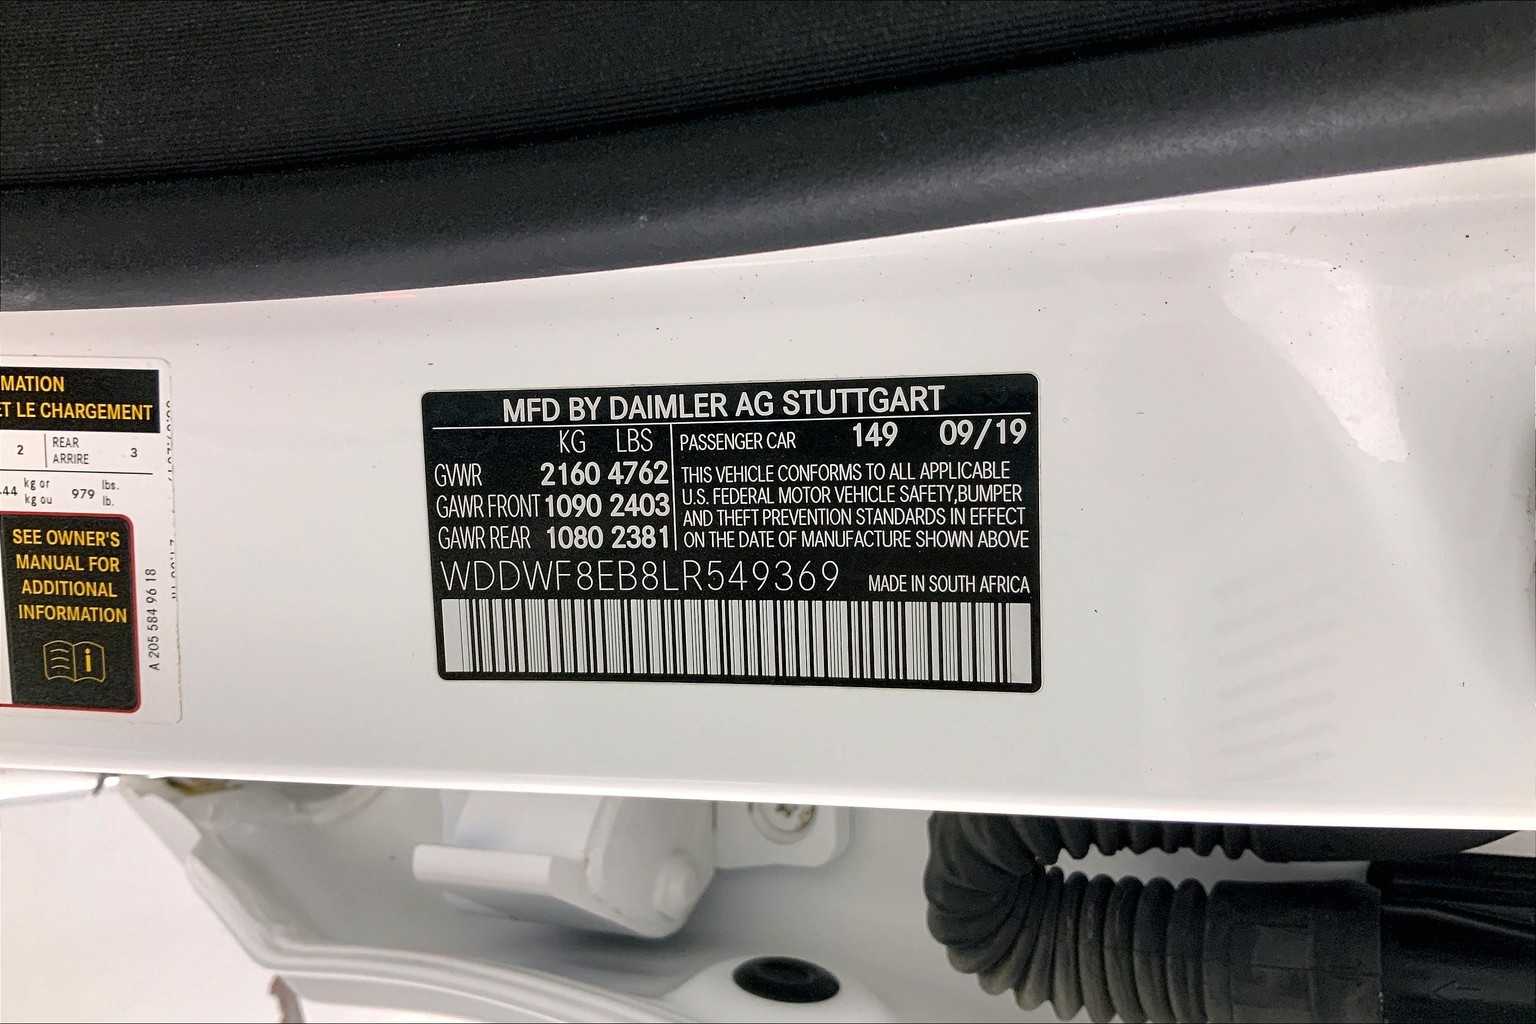 MATION
ET LE CHARGEMENT
2 REAR ARRIRE 3
44 kg or kg ou 979 lbs. lb.
SEE OWNER'S
MANUAL FOR
ADDITIONAL
INFORMATION
i
A 205 584 96 18
MFD BY DAIMLER AG STUTTGART
KG LBS
GVWR 2160 4762
GAWR FRONT 1090 2403
GAWR REAR 1080 2381
PASSENGER CAR 149 09/19
THIS VEHICLE CONFORMS TO ALL APPLICABLE
U.S. FEDERAL MOTOR VEHICLE SAFETY,BUMPER
AND THEFT PREVENTION STANDARDS IN EFFECT
ON THE DATE OF MANUFACTURE SHOWN ABOVE
WDDWF8EB8LR549369 MADE IN SOUTH AFRICA